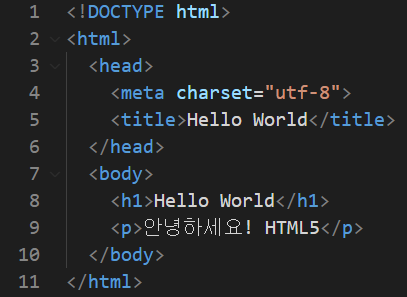 1 <!DOCTYPE html>
2 <html>
3 <head>
4 <meta charset="utf-8">
5 <title>Hello World</title>
6 </head>
7 <body>
8 <h1>Hello World</h1>
9 <p>안녕하세요! HTML5</p>
10 </body>
11 </html>